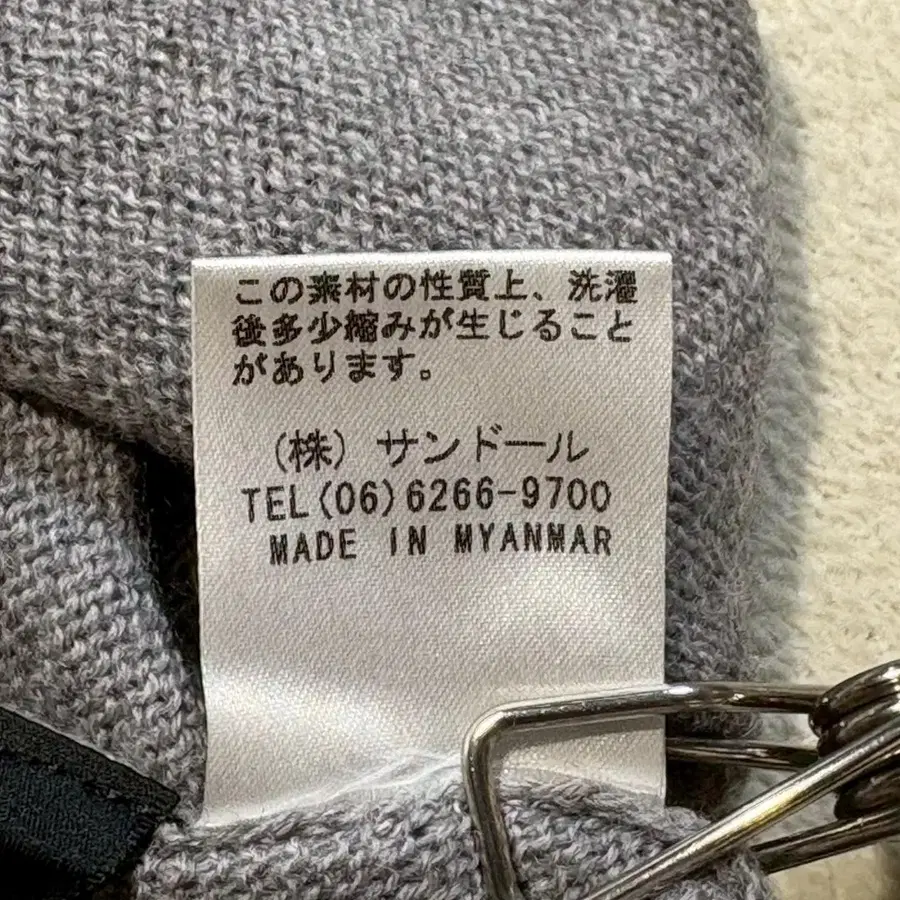 この素材の性質上、洗濯
後多少縮みが生じること
があります。
(株) サンドール
TEL(06)6266-9700
MADE IN MYANMAR